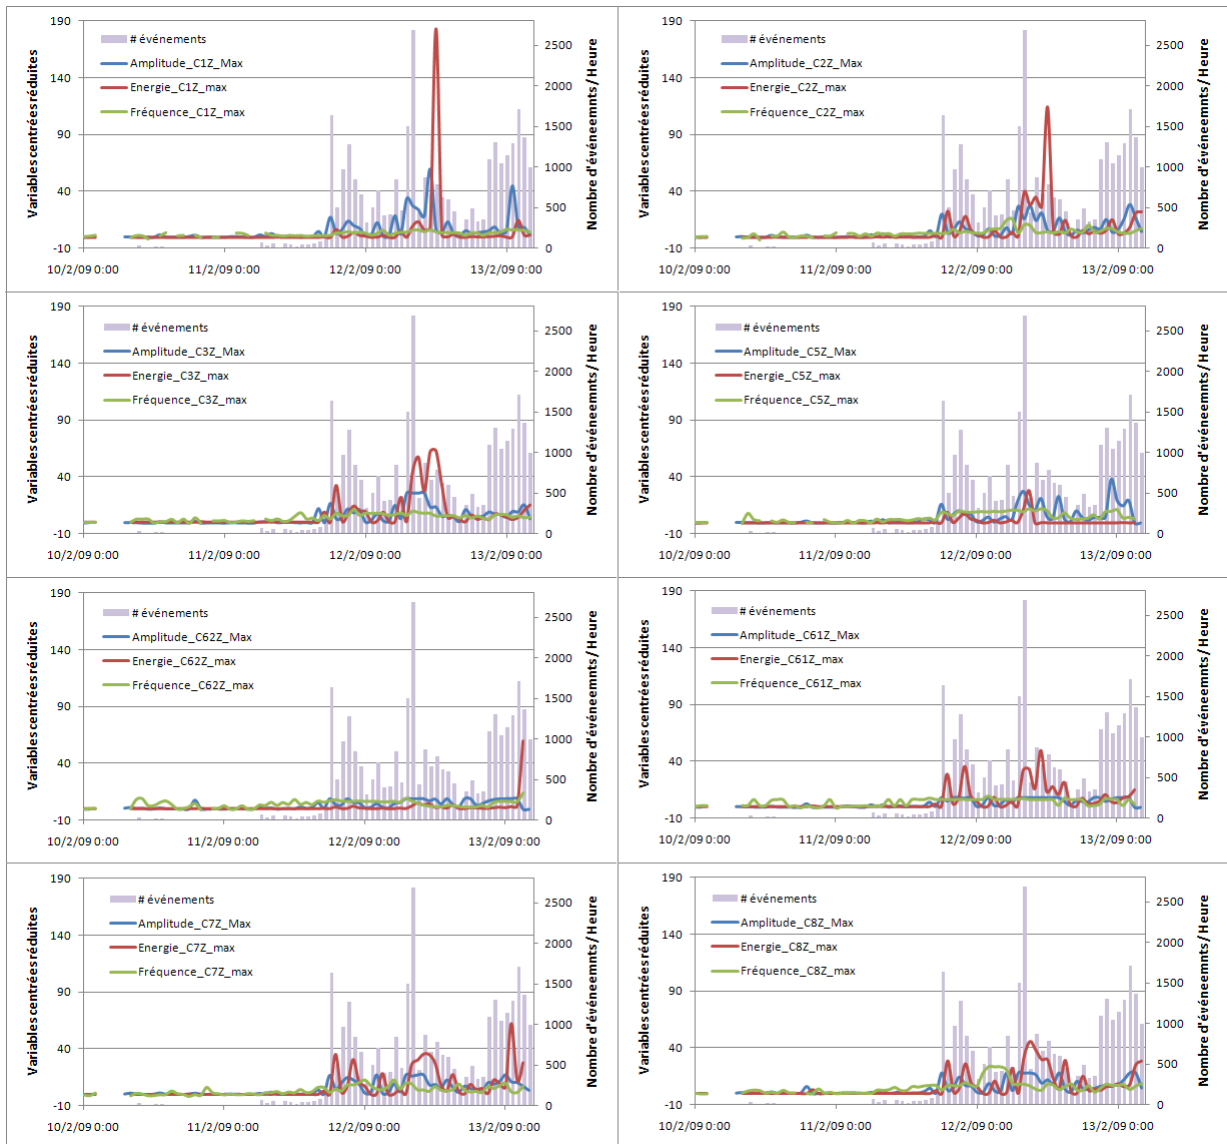 190
140
90
40
-10
Variables centrées réduites
# événements
Amplitude_C1Z_Max
Energie_C1Z_max
Fréquence_C1Z_max
2500
2000
1500
1000
500
0
Nombre d'événeemnts/Heure
10/2/09 0:00
11/2/09 0:00
12/2/09 0:00
13/2/09 0:00
190
140
90
40
-10
Variables centrées réduites
# événements
Amplitude_C2Z_Max
Energie_C2Z_max
Fréquence_C2Z_max
2500
2000
1500
1000
500
0
Nombre d'événeemnts/Heure
10/2/09 0:00
11/2/09 0:00
12/2/09 0:00
13/2/09 0:00
190
140
90
40
-10
Variables centrées réduites
# événements
Amplitude_C3Z_Max
Energie_C3Z_max
Fréquence_C3Z_max
2500
2000
1500
1000
500
0
Nombre d'événeemnts/Heure
10/2/09 0:00
11/2/09 0:00
12/2/09 0:00
13/2/09 0:00
190
140
90
40
-10
Variables centrées réduites
# événements
Amplitude_C5Z_Max
Energie_C5Z_max
Fréquence_C5Z_max
2500
2000
1500
1000
500
0
Nombre d'événeemnts/Heure
10/2/09 0:00
11/2/09 0:00
12/2/09 0:00
13/2/09 0:00
190
140
90
40
-10
Variables centrées réduites
# événements
Amplitude_C62Z_Max
Energie_C62Z_max
Fréquence_C62Z_max
2500
2000
1500
1000
500
0
Nombre d'événeemnts/Heure
10/2/09 0:00
11/2/09 0:00
12/2/09 0:00
13/2/09 0:00
190
140
90
40
-10
Variables centrées réduites
# événements
Amplitude_C61Z_Max
Energie_C61Z_max
Fréquence_C61Z_max
2500
2000
1500
1000
500
0
Nombre d'événeemnts/Heure
10/2/09 0:00
11/2/09 0:00
12/2/09 0:00
13/2/09 0:00
190
140
90
40
-10
Variables centrées réduites
# événements
Amplitude_C7Z_Max
Energie_C7Z_max
Fréquence_C7Z_max
2500
2000
1500
1000
500
0
Nombre d'événeemnts/Heure
10/2/09 0:00
11/2/09 0:00
12/2/09 0:00
13/2/09 0:00
190
140
90
40
-10
Variables centrées réduites
# événements
Amplitude_C8Z_Max
Energie_C8Z_max
Fréquence_C8Z_max
2500
2000
1500
1000
500
0
Nombre d'événeemnts/Heure
10/2/09 0:00
11/2/09 0:00
12/2/09 0:00
13/2/09 0:00